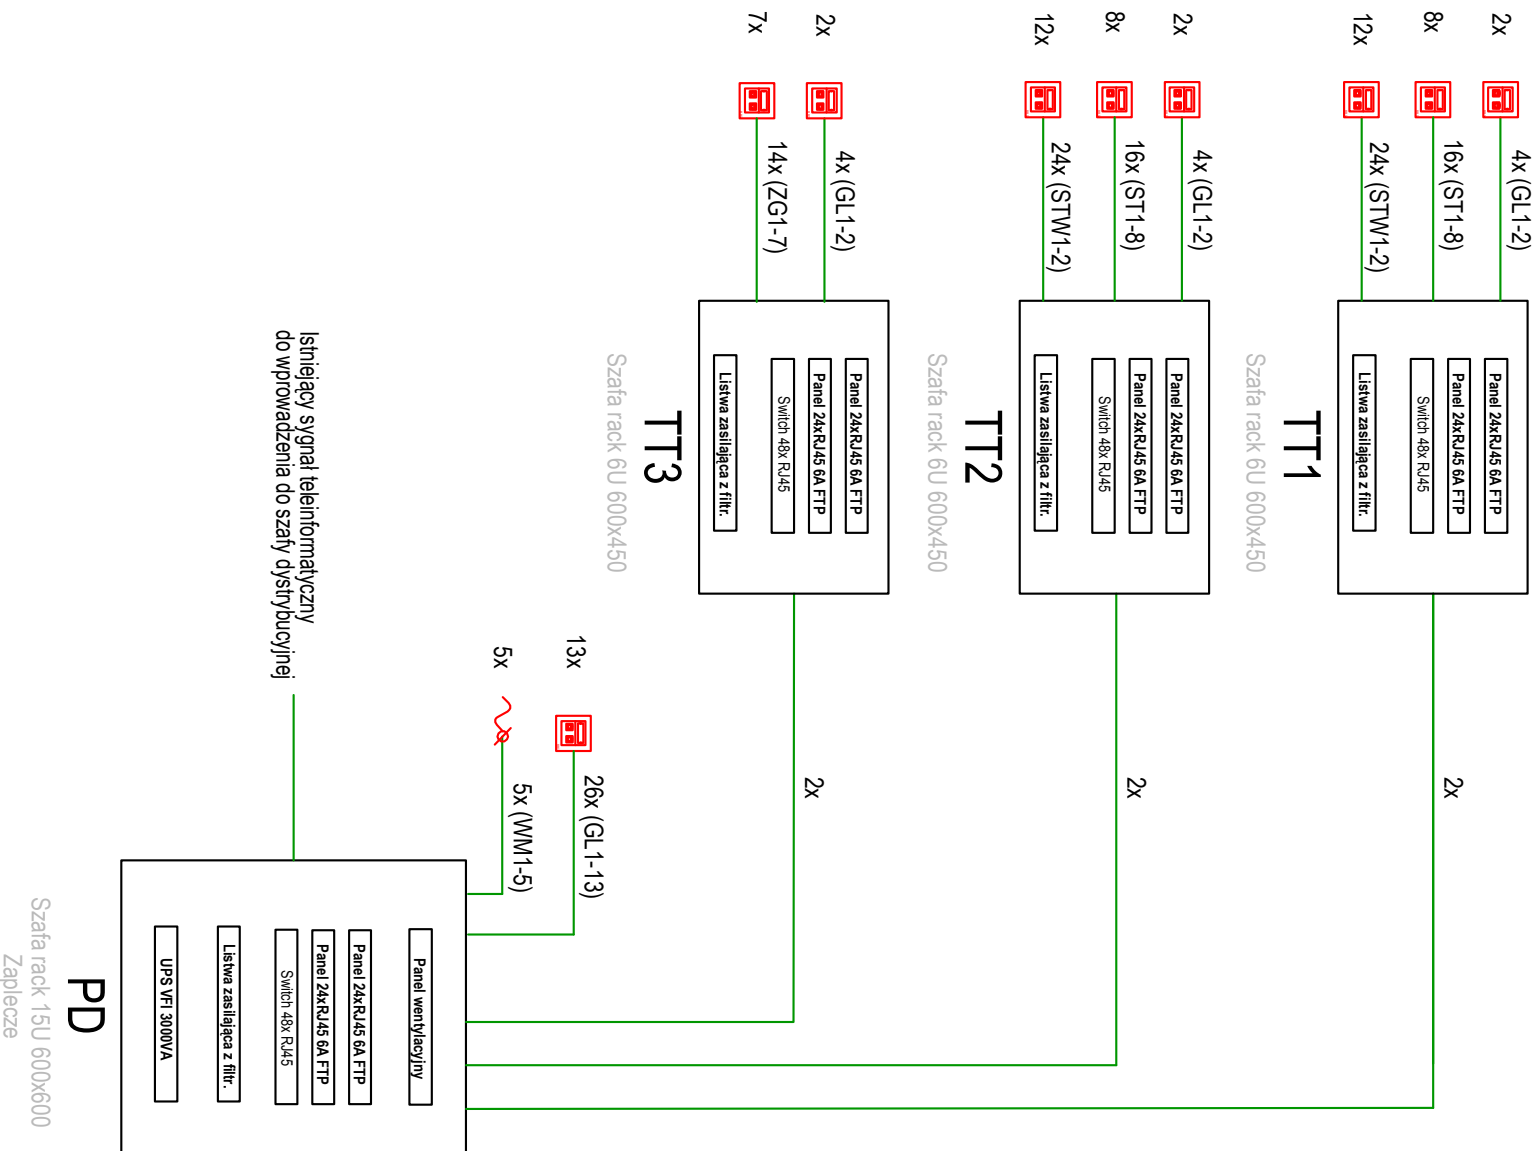 2x
4x (GL1-2)
8x
16x (ST1-8)
12x
24x (STW1-2)
Panel 24xRJ45 6A FTP
Panel 24xRJ45 6A FTP
Switch 48x RJ45
Listwa zasilająca z filtr.
TT1
Szafa rack 6U 600x450
2x
2x
4x (GL1-2)
8x
16x (ST1-8)
12x
24x (STW1-2)
Panel 24xRJ45 6A FTP
Panel 24xRJ45 6A FTP
Switch 48x RJ45
Listwa zasilająca z filtr.
TT2
Szafa rack 6U 600x450
2x
2x
4x (GL1-2)
7x
14x (ZG1-7)
Panel 24xRJ45 6A FTP
Panel 24xRJ45 6A FTP
Switch 48x RJ45
Listwa zasilająca z filtr.
TT3
Szafa rack 6U 600x450
2x
13x
26x (GL1-13)
5x
5x (WM1-5)
Istniejący sygnał teleinformatyczny
do wprowadzenia do szafy dystrybucyjnej
Panel wentylacyjny
Panel 24xRJ45 6A FTP
Panel 24xRJ45 6A FTP
Switch 48x RJ45
Listwa zasilająca z filtr.
UPS VFI 3000VA
PD
Szafa rack 15U 600x600
Zaplecze